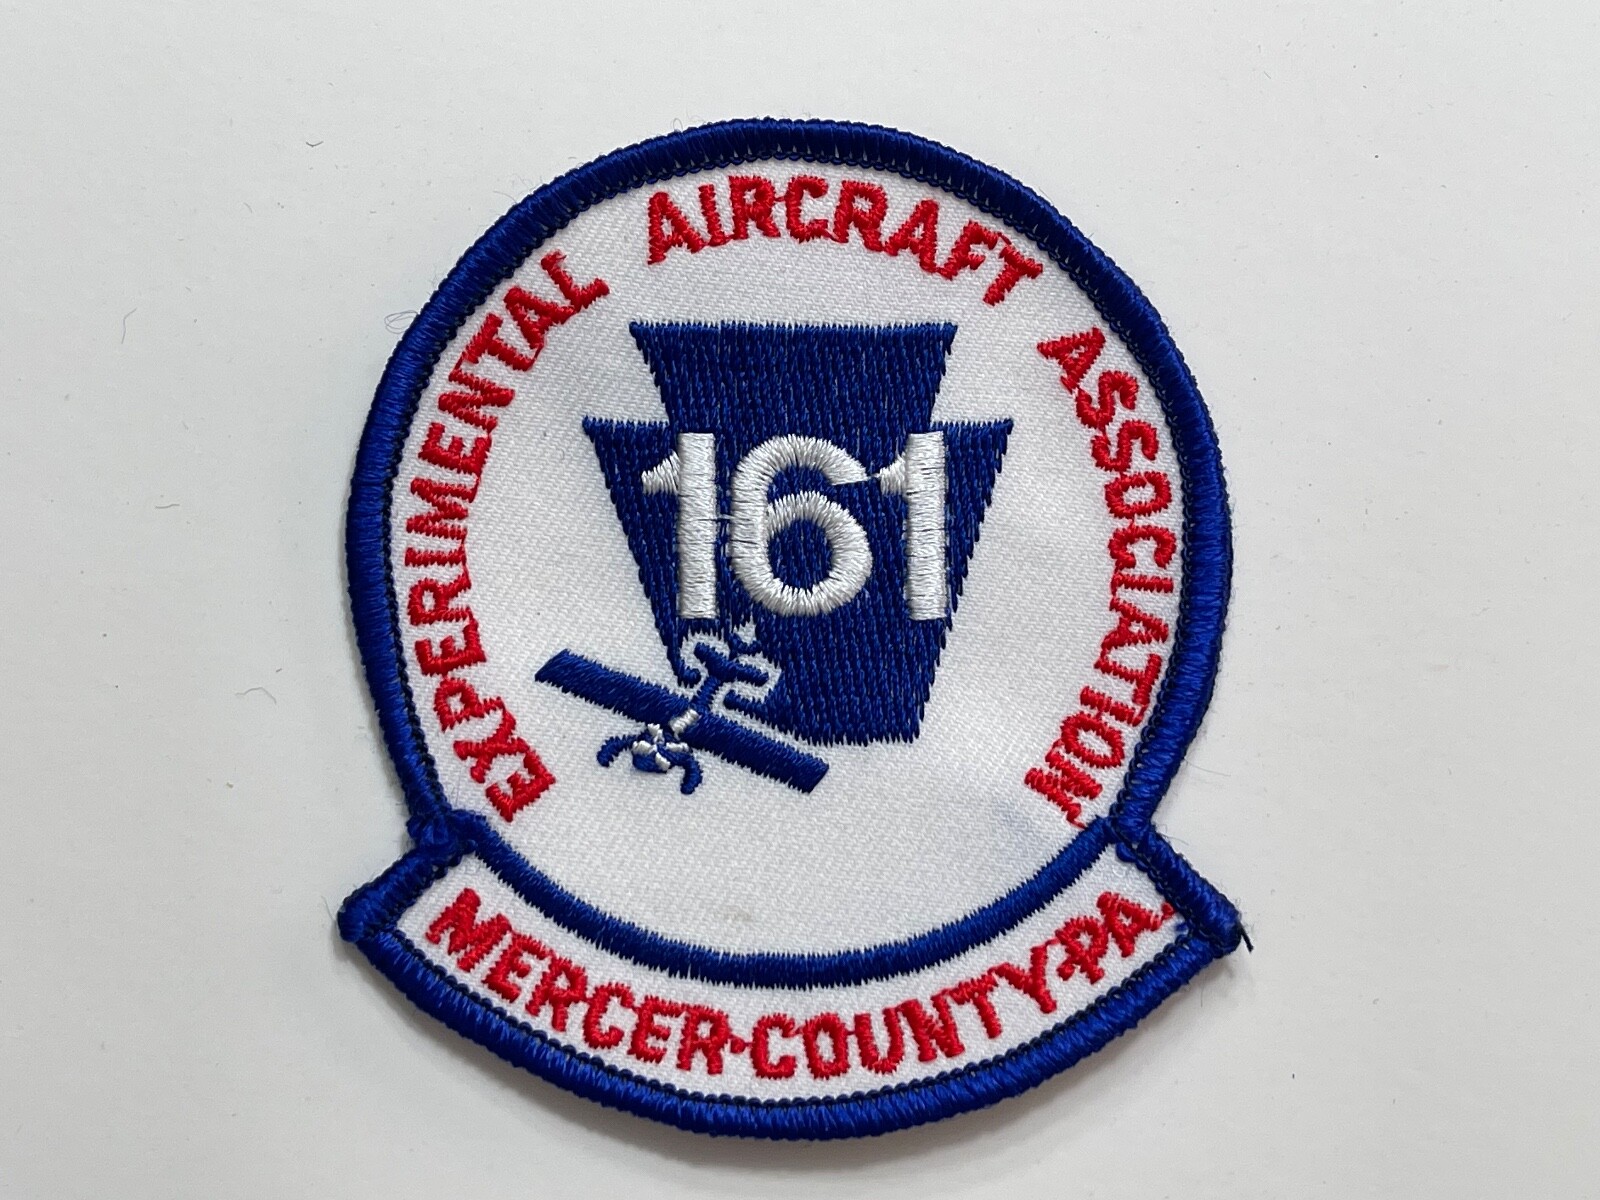 EXPERIMENTAL AIRCRAFT ASSOCIATION
161
MERCER-COUNTY-PA.